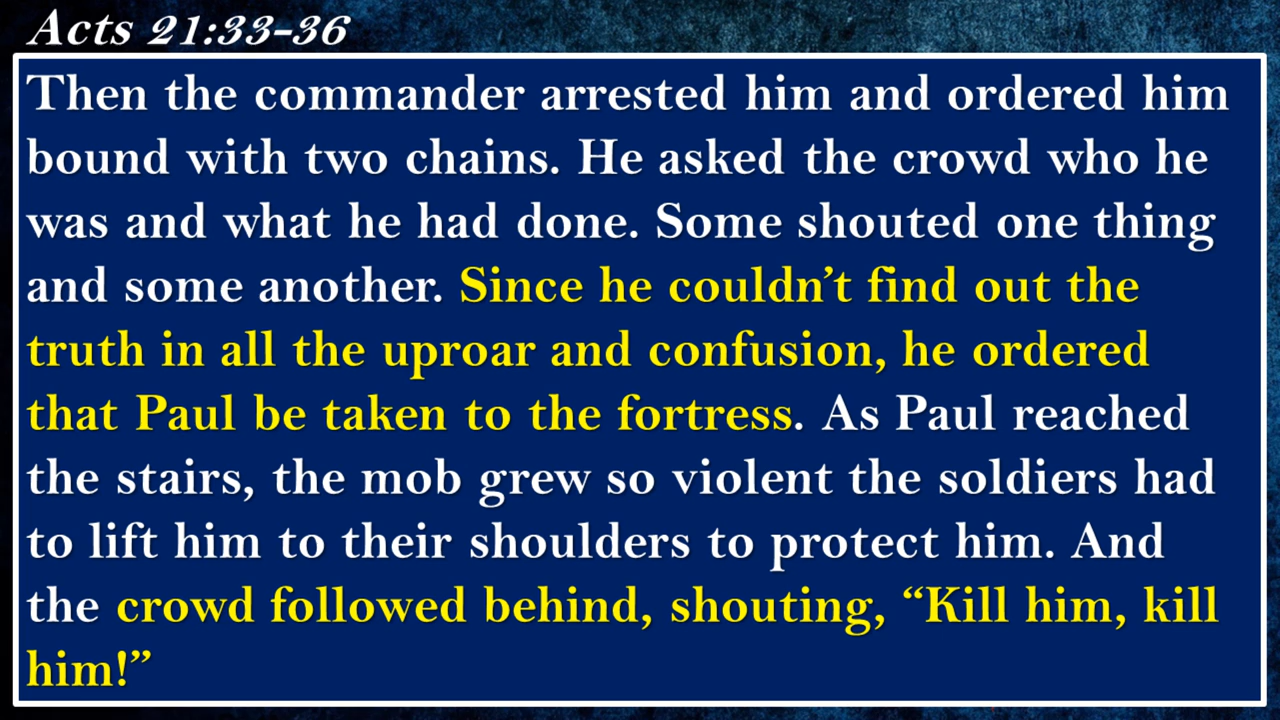 Acts 21:33-36
Then the commander arrested him and ordered him
bound with two chains. He asked the crowd who he
was and what he had done. Some shouted one thing
and some another. Since he couldn’t find out the
truth in all the uproar and confusion, he ordered
that Paul be taken to the fortress. As Paul reached
the stairs, the mob grew so violent the soldiers had
to lift him to their shoulders to protect him. And
the crowd followed behind, shouting, “Kill him, kill
him!”